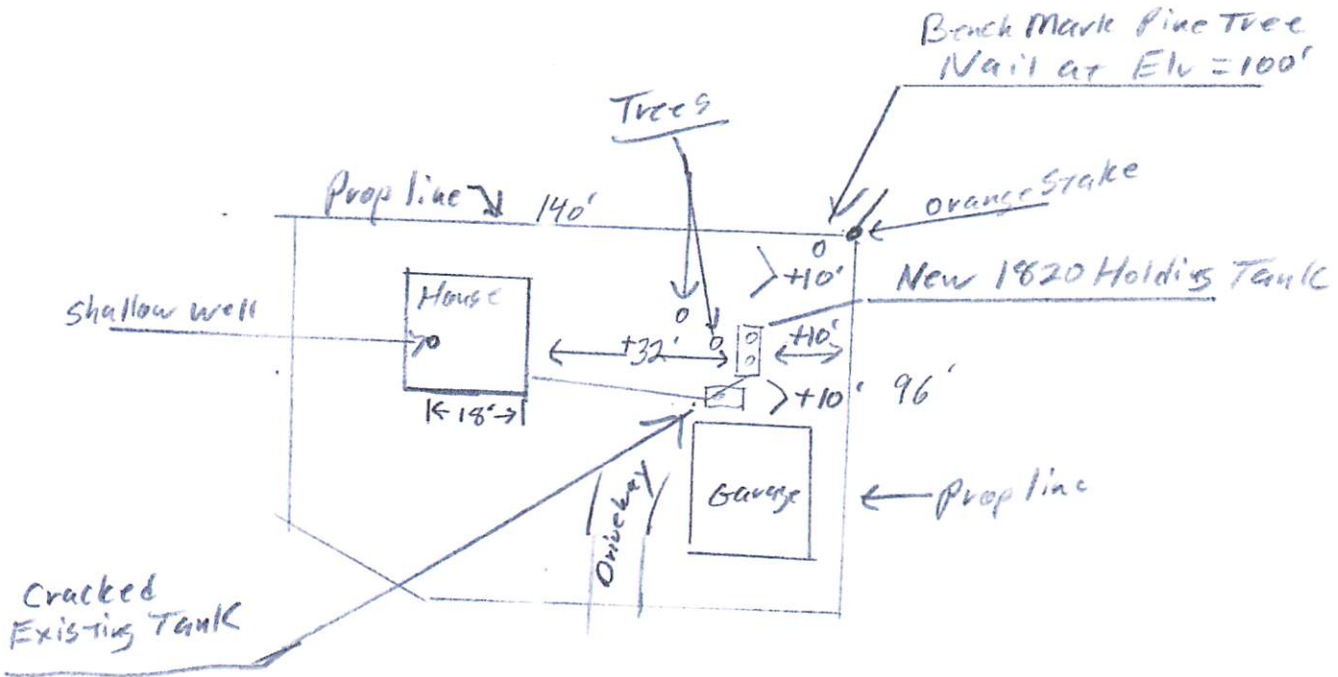 Bench Mark Pine Tree
Nail at Elv = 100'
Trees
Prop line
140'
Orange Stake
+10'
New 1820 Holding Tank
House
shallow well
+32'
+10'
+10'
96'
18'
Garage
Prop line
Driveway
Cracked
Existing Tank